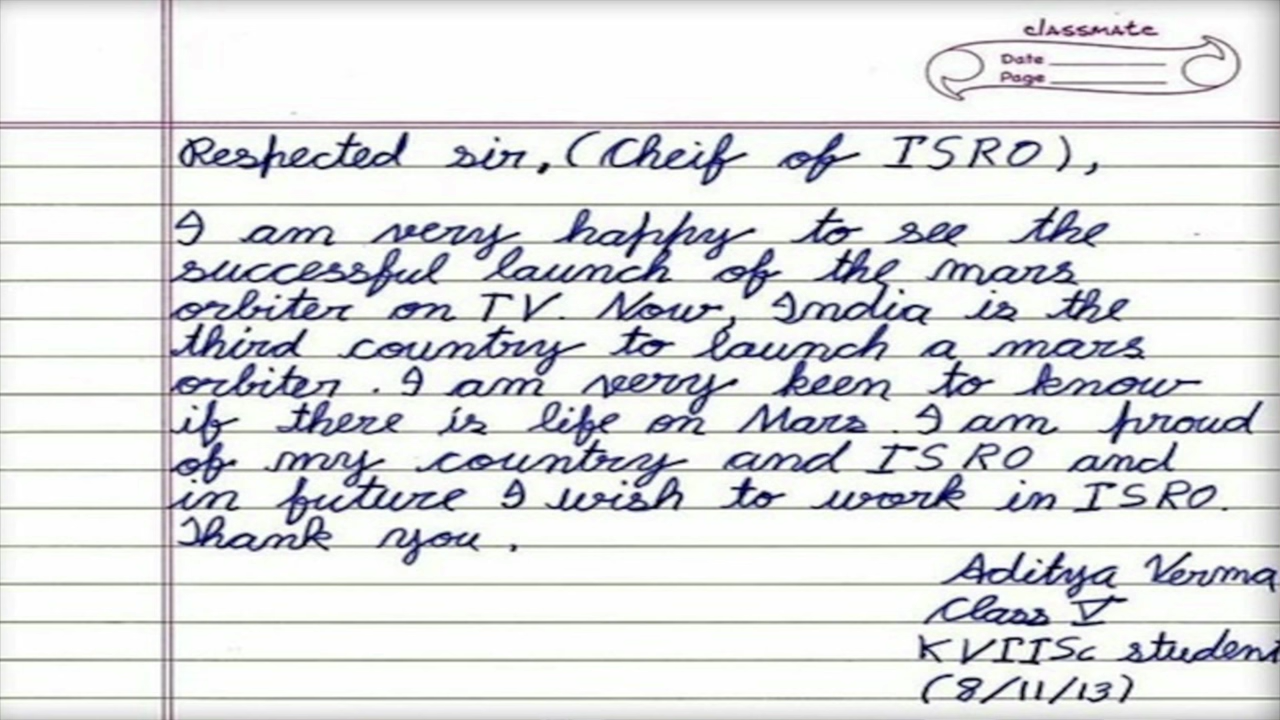 classmate
Date
Page
Respected sir, (Cheif of ISRO),
I am very happy to see the
successful launch of the mars
orbiter on TV. Now, India is the
third country to launch a mars
orbiter. I am very keen to know
if there is life on Mars. I am proud
of my country and ISRO and
in future I wish to work in ISRO.
Thank you.
Aditya Verma
Class V
KVIISc student
(8/11/13)